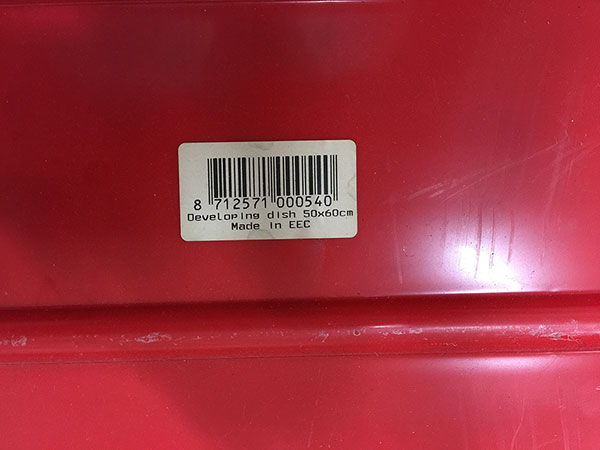 8 712571 000540
Developing dish 50x60cm
Made in EEC